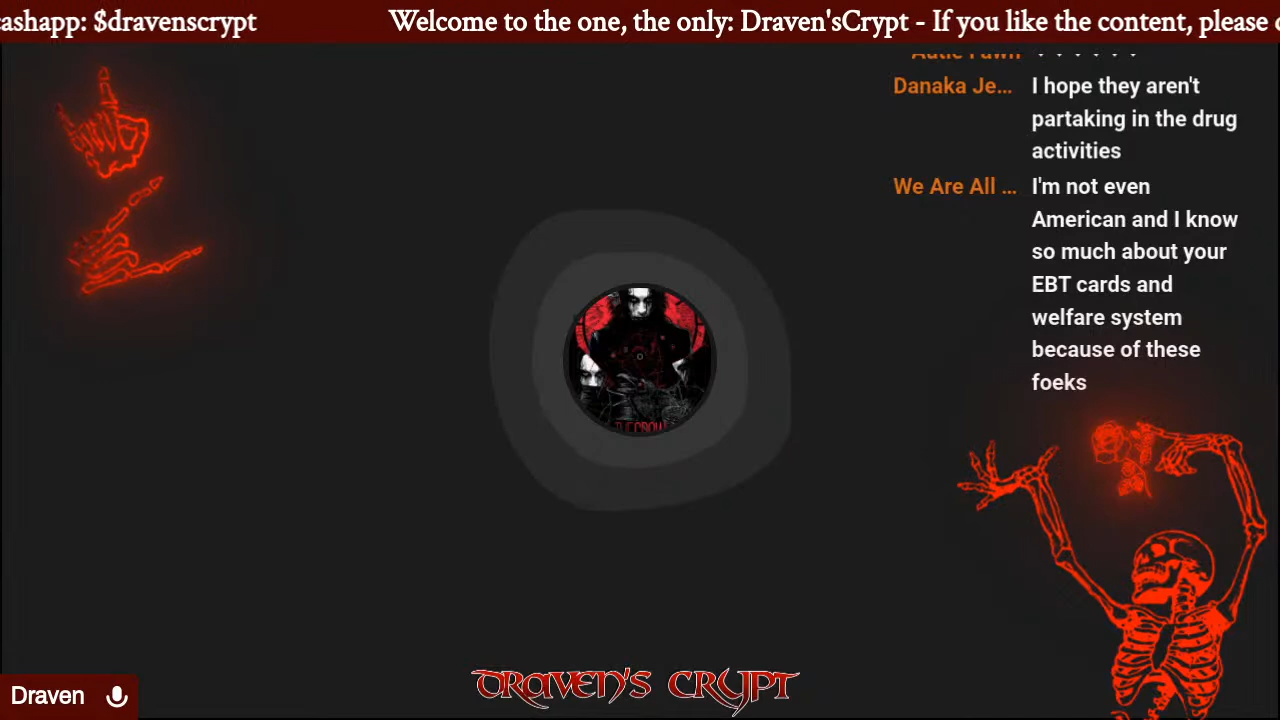 ashapp: $dravenscrypt
Welcome to the one, the only: Draven'sCrypt - If you like the content, please
Danaka Je…
I hope they aren't
partaking in the drug
activities
We Are All …
I'm not even
American and I know
so much about your
EBT cards and
welfare system
because of these
foeks
THE CROW
DRAVEN'S CRYPT
Draven